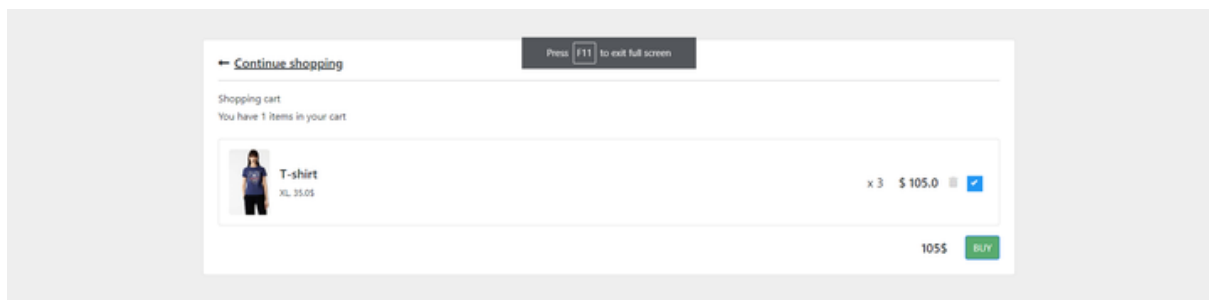 Press F11 to exit full screen
← Continue shopping
Shopping cart
You have 1 items in your cart
T-shirt
XL. 35.0$
x 3 $ 105.0
105$ BUY